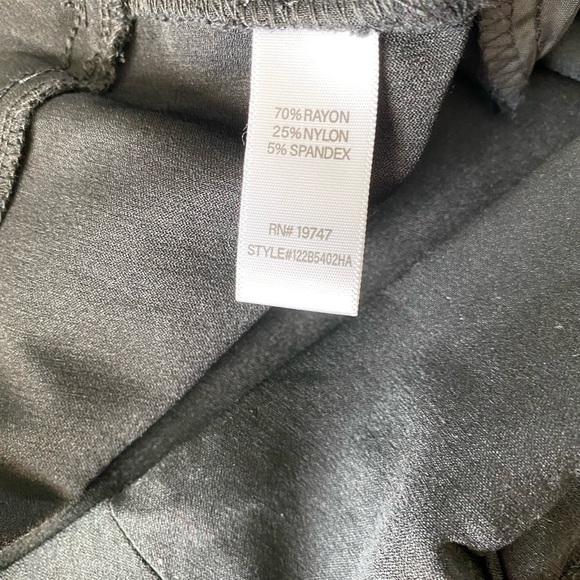 70% RAYON
25% NYLON
5% SPANDEX
RN# 19747
STYLE#122B5402HA